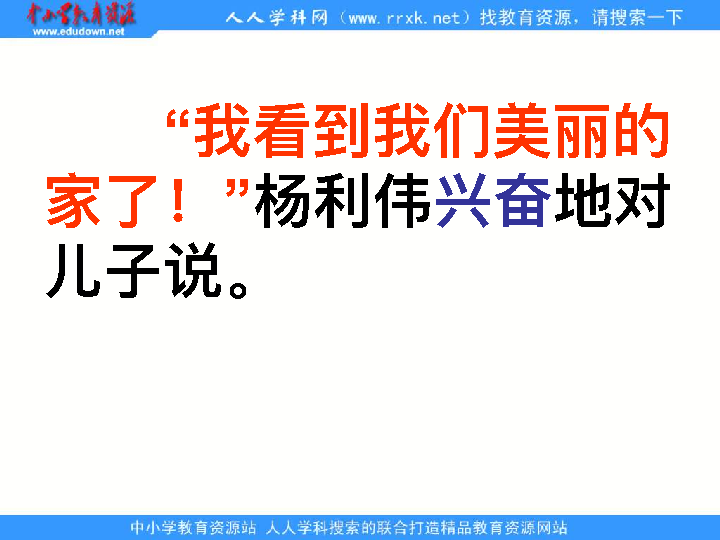 中小学教育资源
www.edudown.net
人人学科网（www.rrxk.net）找教育资源，请搜索一下
“我看到我们美丽的
家了！”杨利伟兴奋地对
儿子说。
中小学教育资源站 人人学科搜索的联合打造精品教育资源网站